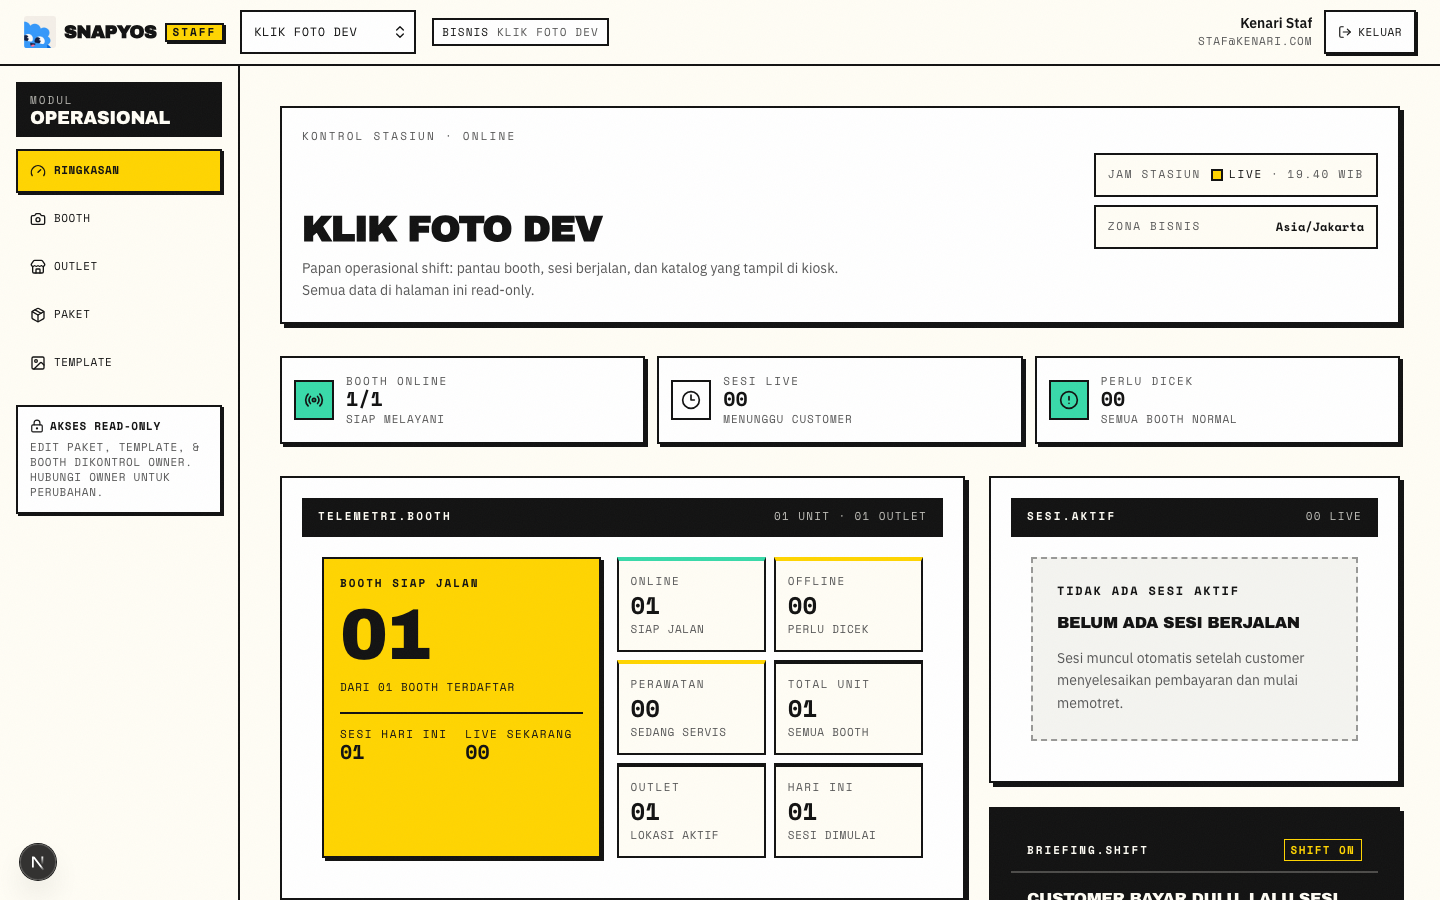 SNAPYOS STAFF
KLIK FOTO DEV
BISNIS KLIK FOTO DEV
Kenari Staf
STAF@KENARI.COM
KELUAR
MODUL
OPERASIONAL
RINGKASAN
BOOTH
OUTLET
PAKET
TEMPLATE
AKSES READ-ONLY
EDIT PAKET, TEMPLATE, &
BOOTH DIKONTROL OWNER.
HUBUNGI OWNER UNTUK
PERUBAHAN.
N
KONTROL STASIUN · ONLINE
KLIK FOTO DEV
Papan operasional shift: pantau booth, sesi berjalan, dan katalog yang tampil di kiosk.
Semua data di halaman ini read-only.
JAM STASIUN LIVE · 19.40 WIB
ZONA BISNIS Asia/Jakarta
BOOTH ONLINE
1/1
SIAP MELAYANI
SESI LIVE
00
MENUNGGU CUSTOMER
PERLU DICEK
00
SEMUA BOOTH NORMAL
TELEMETRI.BOOTH
01 UNIT · 01 OUTLET
BOOTH SIAP JALAN
01
DARI 01 BOOTH TERDAFTAR
SESI HARI INI
01
LIVE SEKARANG
00
ONLINE
01
SIAP JALAN
OFFLINE
00
PERLU DICEK
PERAWATAN
00
SEDANG SERVIS
TOTAL UNIT
01
SEMUA BOOTH
OUTLET
01
LOKASI AKTIF
HARI INI
01
SESI DIMULAI
SESI.AKTIF
00 LIVE
TIDAK ADA SESI AKTIF
BELUM ADA SESI BERJALAN
Sesi muncul otomatis setelah customer
menyelesaikan pembayaran dan mulai
memotret.
BRIEFING.SHIFT
SHIFT ON
CUSTOMER BAYAR DULU, LALU SESI